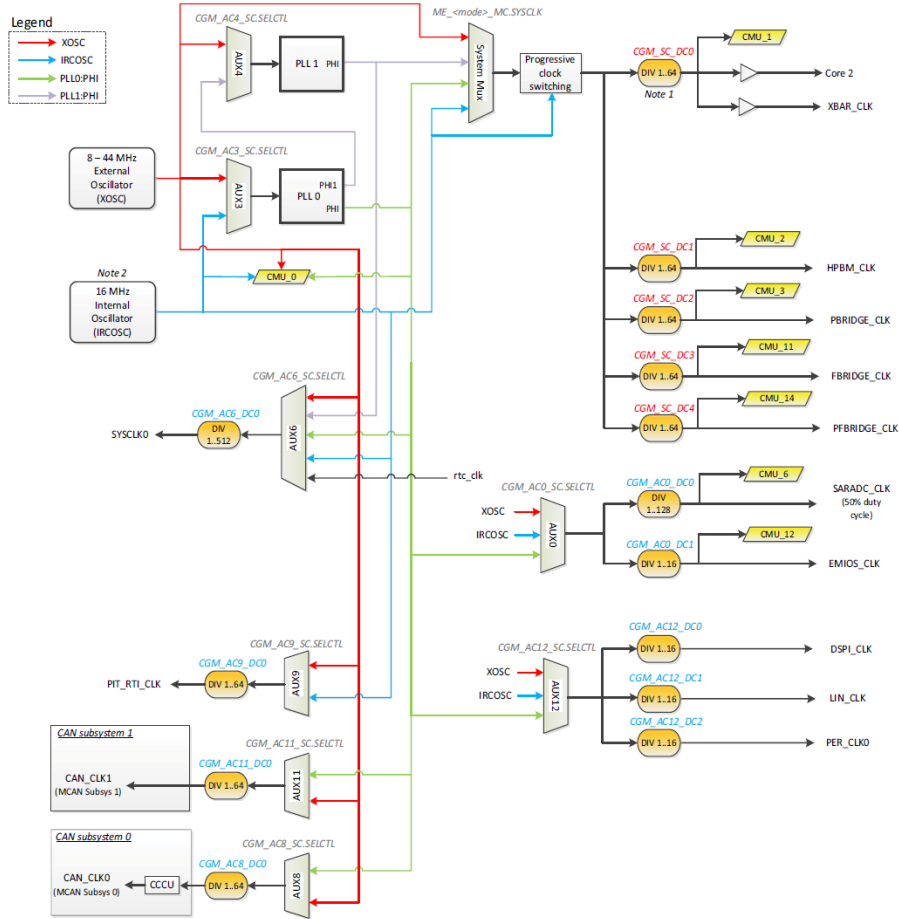 Legend
XOSC
IRCOSC
PLL0:PHI
PLL1:PHI
CGM_AC4_SC.SELCTL
AUX4
PLL 1
PHI
ME_<mode>_MC.SYSCLK
System Mux
Progressive
clock
switching
CGM_SC_DC0
DIV 1..64
Note 1
CMU_1
Core 2
XBAR_CLK
8 – 44 MHz
External
Oscillator
(XOSC)
CGM_AC3_SC.SELCTL
AUX3
PLL 0
PHI1
PHI
Note 2
16 MHz
Internal
Oscillator
(IRCOSC)
CMU_0
CGM_SC_DC1
DIV 1..64
CMU_2
HPBM_CLK
CGM_SC_DC2
DIV 1..64
CMU_3
PBRIDGE_CLK
CGM_SC_DC3
DIV 1..64
CMU_11
FBRIDGE_CLK
CGM_SC_DC4
DIV 1..64
CMU_14
PFBRIDGE_CLK
CGM_AC6_SC.SELCTL
CGM_AC6_DC0
SYSCLK0
DIV
1..512
AUX6
rtc_clk
CGM_AC0_SC.SELCTL
XOSC
IRCOSC
AUX0
CGM_AC0_DC0
DIV
1..128
CMU_6
SARADC_CLK
(50% duty
cycle)
CGM_AC0_DC1
DIV 1..16
CMU_12
EMIOS_CLK
CGM_AC9_SC.SELCTL
CGM_AC9_DC0
PIT_RTI_CLK
DIV 1..64
AUX9
CGM_AC12_SC.SELCTL
XOSC
IRCOSC
AUX12
CGM_AC12_DC0
DIV 1..16
DSPI_CLK
CGM_AC12_DC1
DIV 1..16
LIN_CLK
CGM_AC12_DC2
DIV 1..16
PER_CLK0
CAN subsystem 1
CAN_CLK1
(MCAN Subsys 1)
CGM_AC11_SC.SELCTL
CGM_AC11_DC0
DIV 1..64
AUX11
CAN subsystem 0
CAN_CLK0
(MCAN Subsys 0)
CCCU
CGM_AC8_SC.SELCTL
CGM_AC8_DC0
DIV 1..64
AUX8